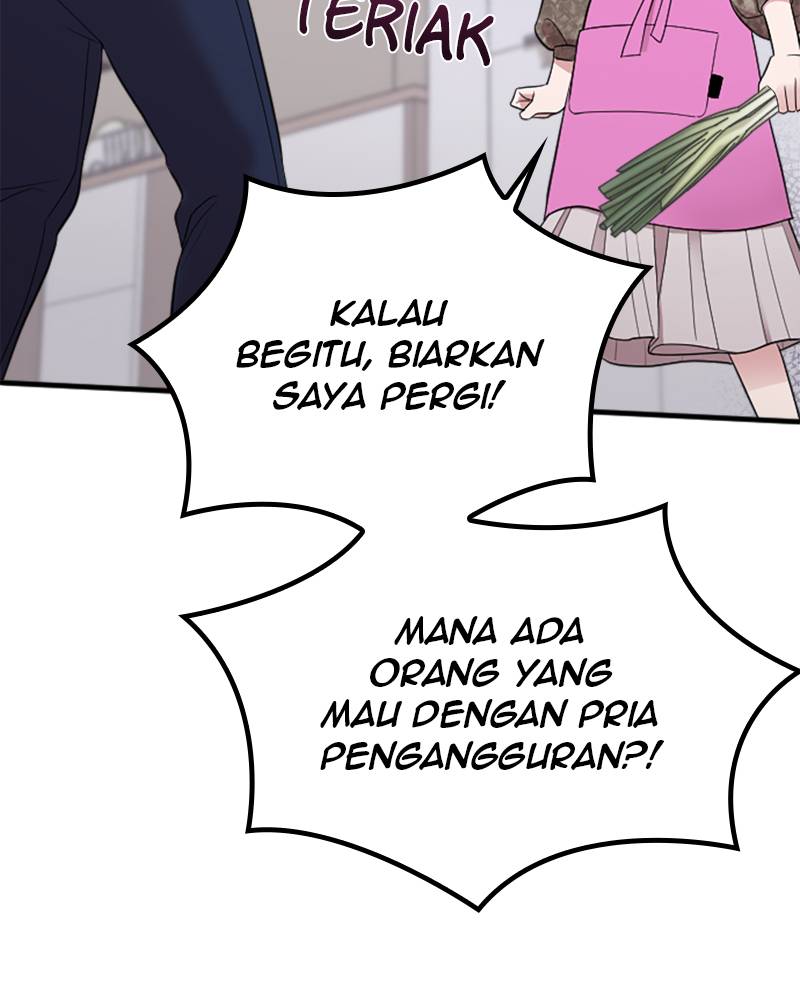 TERIAK
KALAU
BEGITU, BIARKAN
SAYA PERGI!
MANA ADA
ORANG YANG
MAU DENGAN PRIA
PENGANGGURAN?!